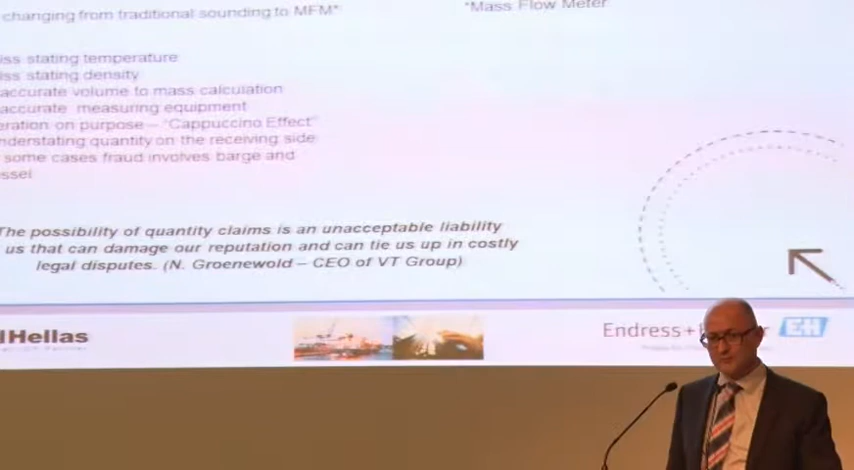 changing from traditional sounding to MFM*
*Mass Flow Meter
iss stating temperature
iss stating density
accurate volume to mass calculation
accurate measuring equipment
eration on purpose – "Cappuccino Effect"
nderstating quantity on the receiving side
some cases fraud involves barge and
ssel
The possibility of quantity claims is an unacceptable liability
us that can damage our reputation and can tie us up in costly
legal disputes. (N. Groenewold – CEO of VT Group)
lHellas
Endress+
EH